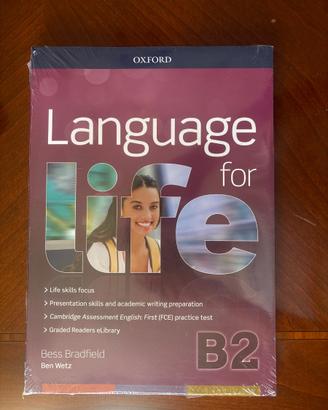 OXFORD
Language
for
life
> Life skills focus
> Presentation skills and academic writing preparation
> Cambridge Assessment English: First (FCE) practice test
> Graded Readers eLibrary
B2
Bess Bradfield
Ben Wetz